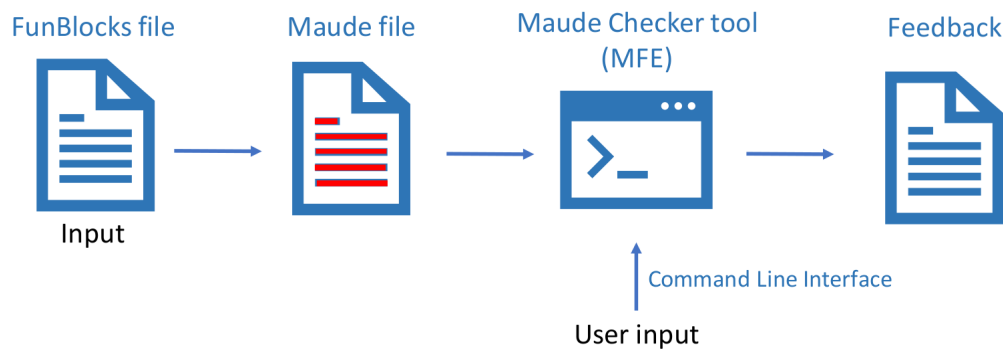 FunBlocks file
Maude file
Maude Checker tool
(MFE)
Feedback
Input
Command Line Interface
User input